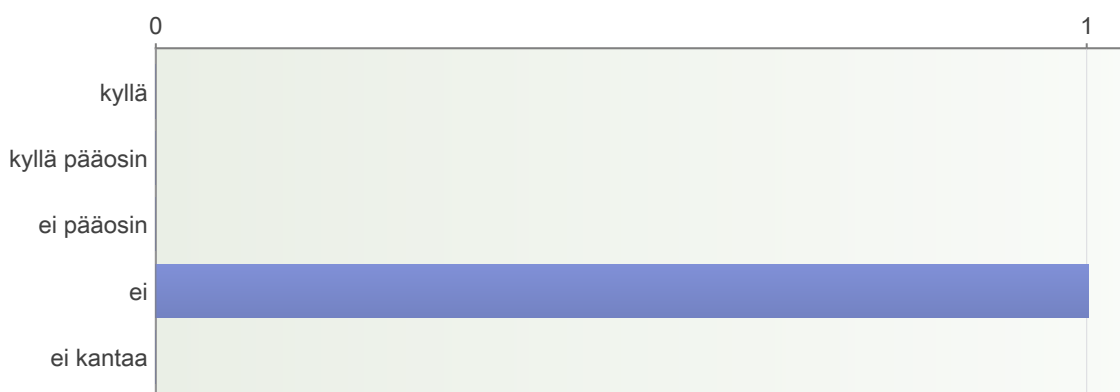 0 1
kyllä
kyllä pääosin
ei pääosin
ei
ei kantaa